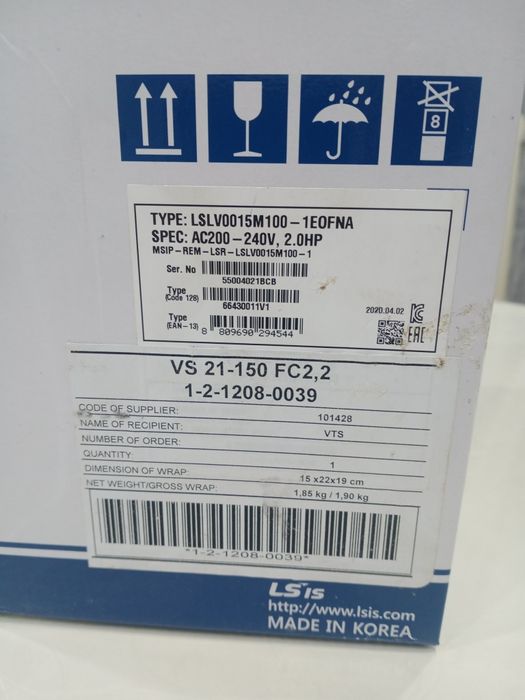 8
TYPE: LSLV0015M100-1EOFNA
SPEC: AC200-240V, 2.0HP
MSIP-REM-LSR-LSLV0015M100-1
Ser. No
55004021BCB
Type
(Code 128)
66430011V1
Type
(EAN-13)
8 809690 294544
2020.04.02
EAC
VS 21-150 FC2,2
1-2-1208-0039
CODE OF SUPPLIER: 101428
NAME OF RECIPIENT: VTS
NUMBER OF ORDER:
QUANTITY: 1
DIMENSION OF WRAP: 15 x22x19 cm
NET WEIGHT/GROSS WRAP: 1,85 kg / 1,90 kg
*1-2-1208-0039*
LSis
http://www.lsis.com
MADE IN KOREA